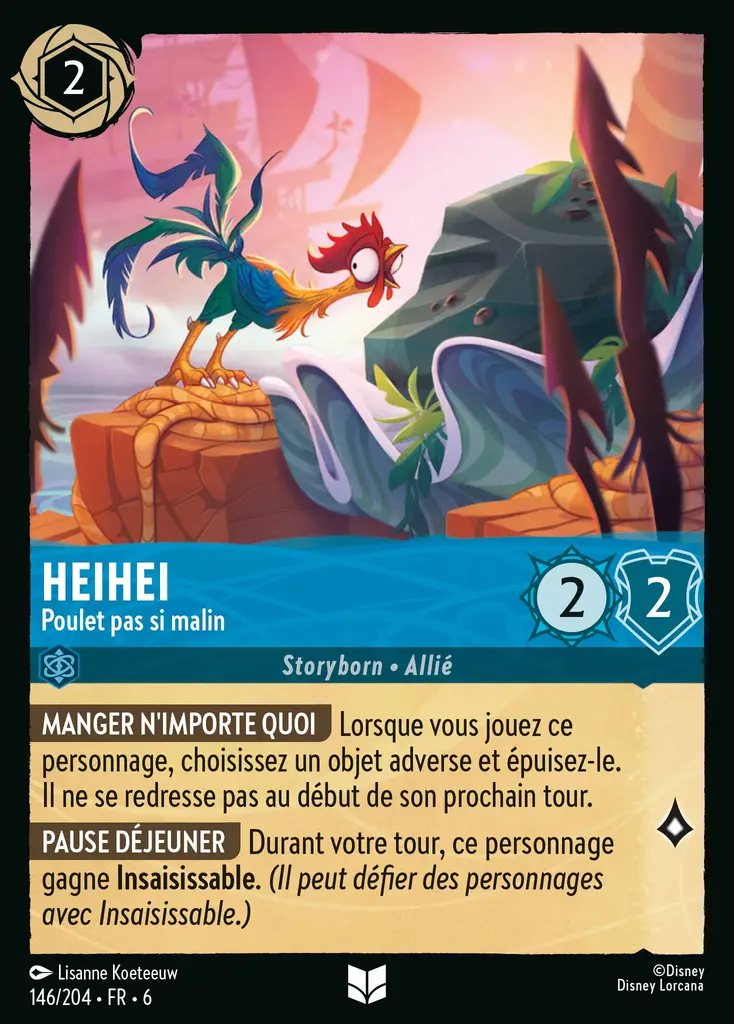 2
HEIHEI
Poulet pas si malin
2
2
Storyborn • Allié
MANGER N'IMPORTE QUOI Lorsque vous jouez ce
personnage, choisissez un objet adverse et épuisez-le.
Il ne se redresse pas au début de son prochain tour.
PAUSE DÉJEUNER Durant votre tour, ce personnage
gagne Insaisissable. (Il peut défier des personnages
avec Insaisissable.)
Lisanne Koeteeuw
146/204 • FR • 6
©Disney
Disney Lorcana